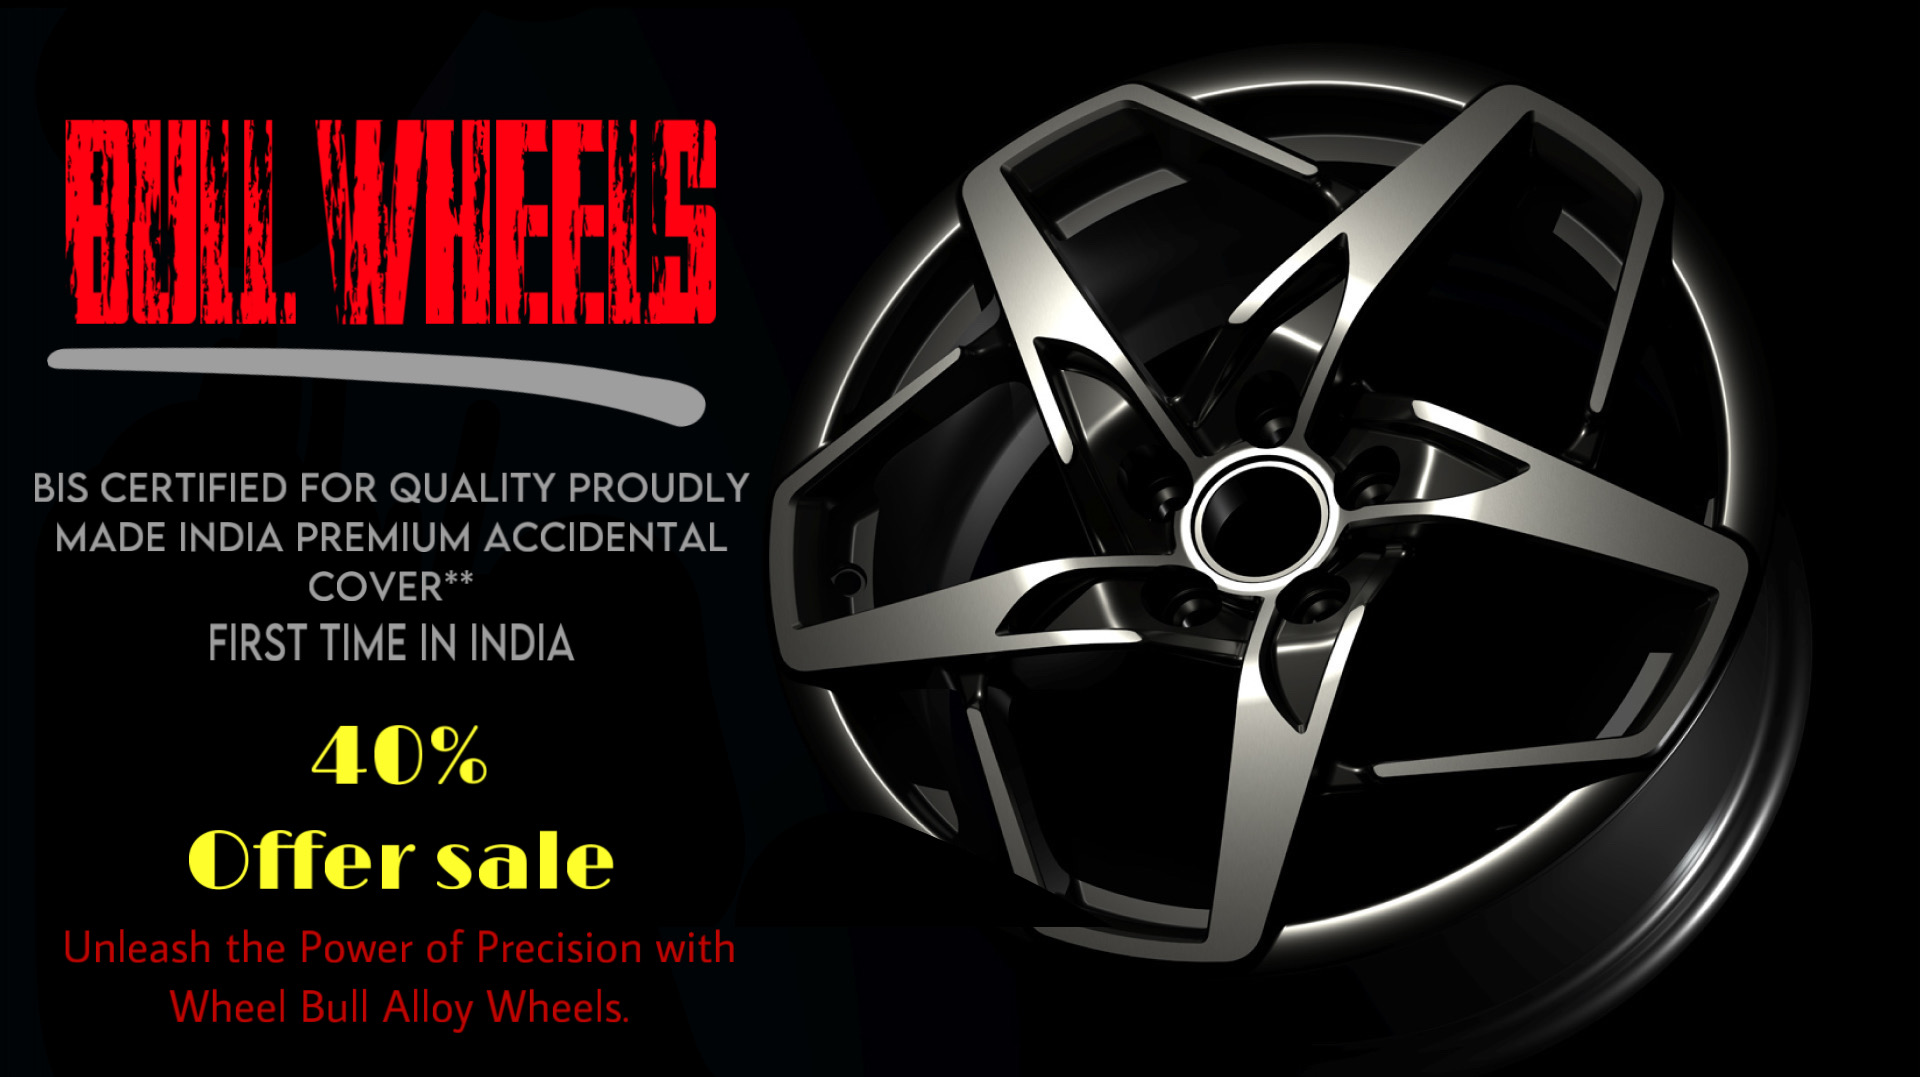 BULL WHEELS
BIS CERTIFIED FOR QUALITY PROUDLY
MADE INDIA PREMIUM ACCIDENTAL
COVER**
FIRST TIME IN INDIA
40%
Offer sale
Unleash the Power of Precision with
Wheel Bull Alloy Wheels.